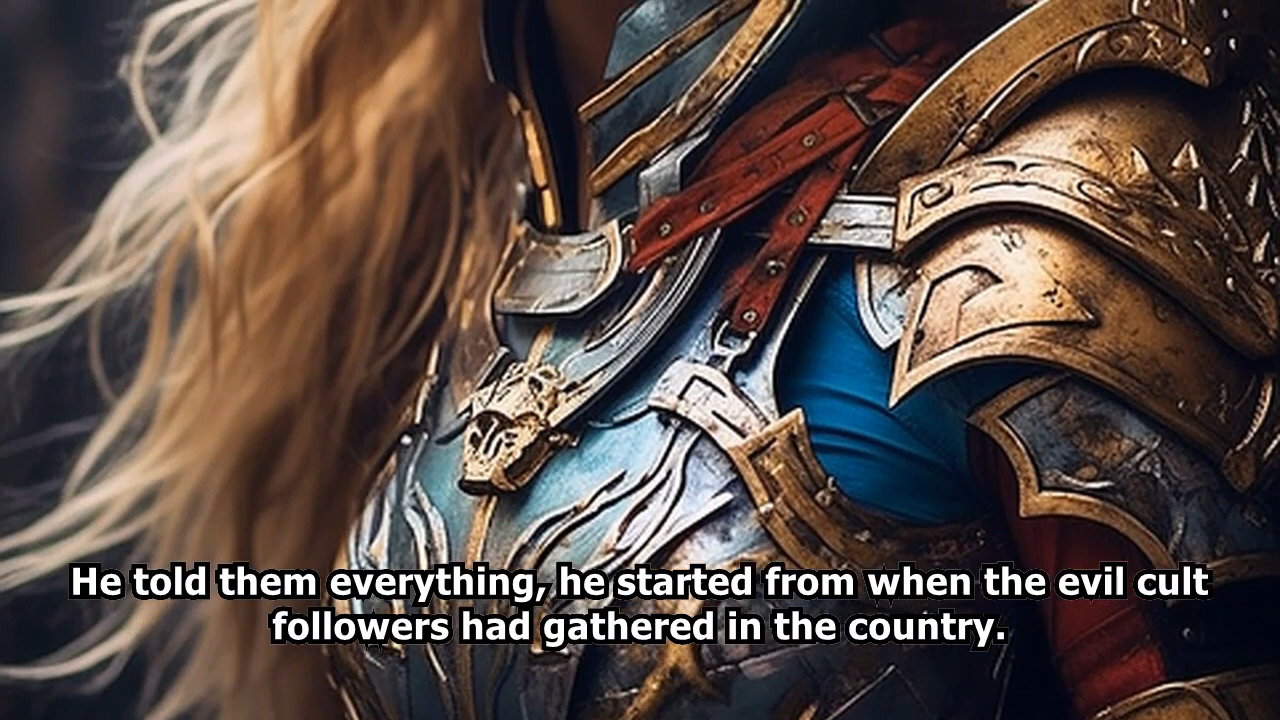 He told them everything, he started from when the evil cult
followers had gathered in the country.